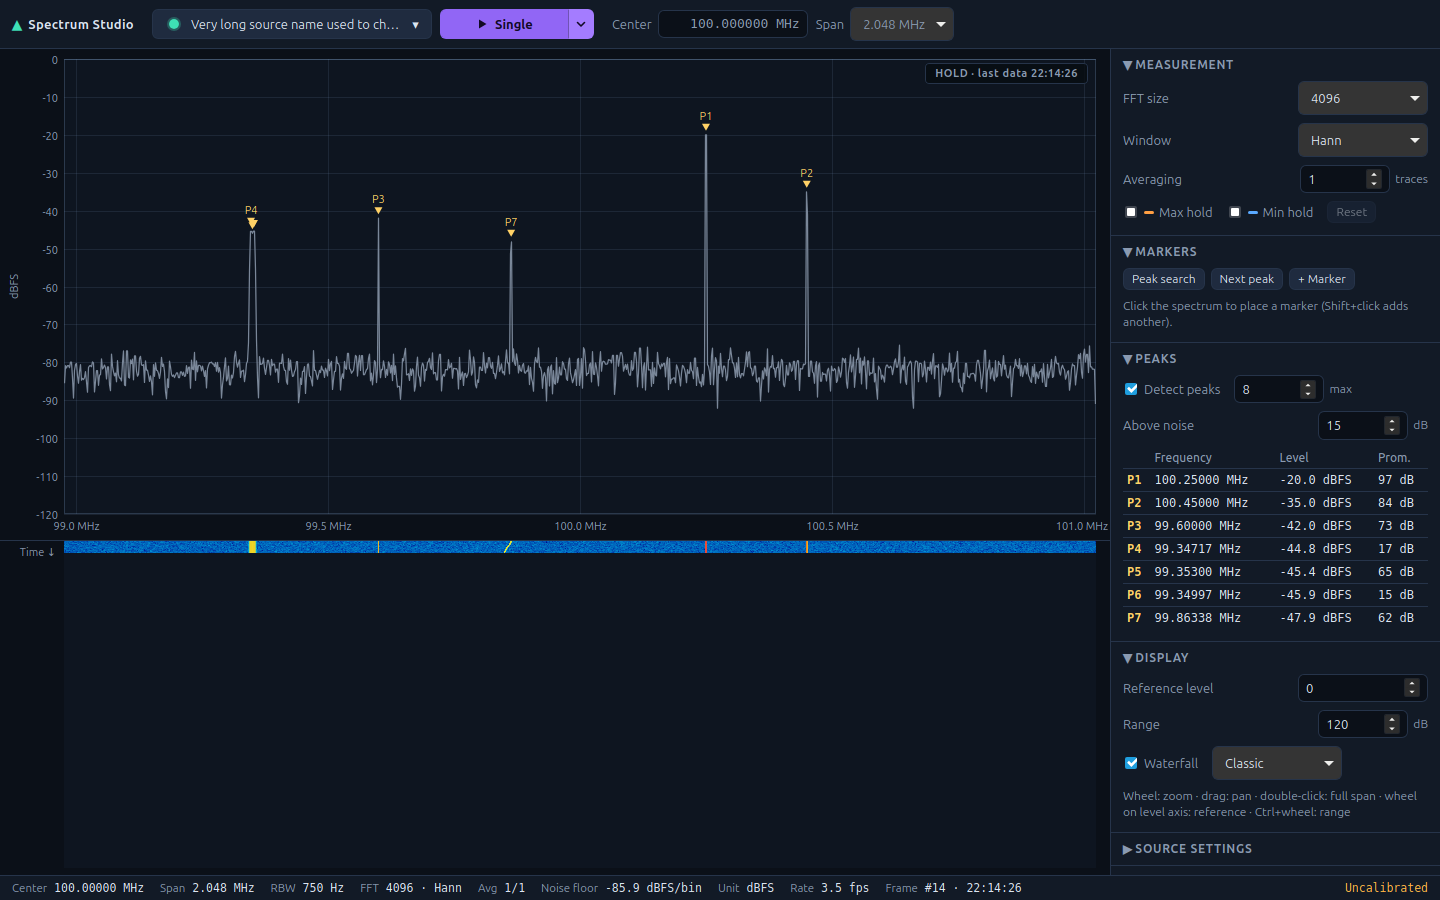 Spectrum Studio
Very long source name used to ch… ▾
Single
Center 100.000000 MHz
Span 2.048 MHz
HOLD · last data 22:14:26
0
-10
-20
-30
-40
-50
-60
-70
-80
-90
-100
-110
-120
dBFS
P4
P3
P7
P1
P2
99.0 MHz 99.5 MHz 100.0 MHz 100.5 MHz 101.0 MHz
Time ↓
▼ MEASUREMENT
FFT size 4096
Window Hann
Averaging 1 traces
Max hold Min hold Reset
▼ MARKERS
Peak search Next peak + Marker
Click the spectrum to place a marker (Shift+click adds
another).
▼ PEAKS
Detect peaks 8 max
Above noise 15 dB
Frequency Level Prom.
P1 100.25000 MHz -20.0 dBFS 97 dB
P2 100.45000 MHz -35.0 dBFS 84 dB
P3 99.60000 MHz -42.0 dBFS 73 dB
P4 99.34717 MHz -44.8 dBFS 17 dB
P5 99.35300 MHz -45.4 dBFS 65 dB
P6 99.34997 MHz -45.9 dBFS 15 dB
P7 99.86338 MHz -47.9 dBFS 62 dB
▼ DISPLAY
Reference level 0
Range 120 dB
Waterfall Classic
Wheel: zoom · drag: pan · double-click: full span · wheel
on level axis: reference · Ctrl+wheel: range
▶ SOURCE SETTINGS
Center 100.00000 MHz Span 2.048 MHz RBW 750 Hz FFT 4096 · Hann Avg 1/1 Noise floor -85.9 dBFS/bin Unit dBFS Rate 3.5 fps Frame #14 · 22:14:26 Uncalibrated